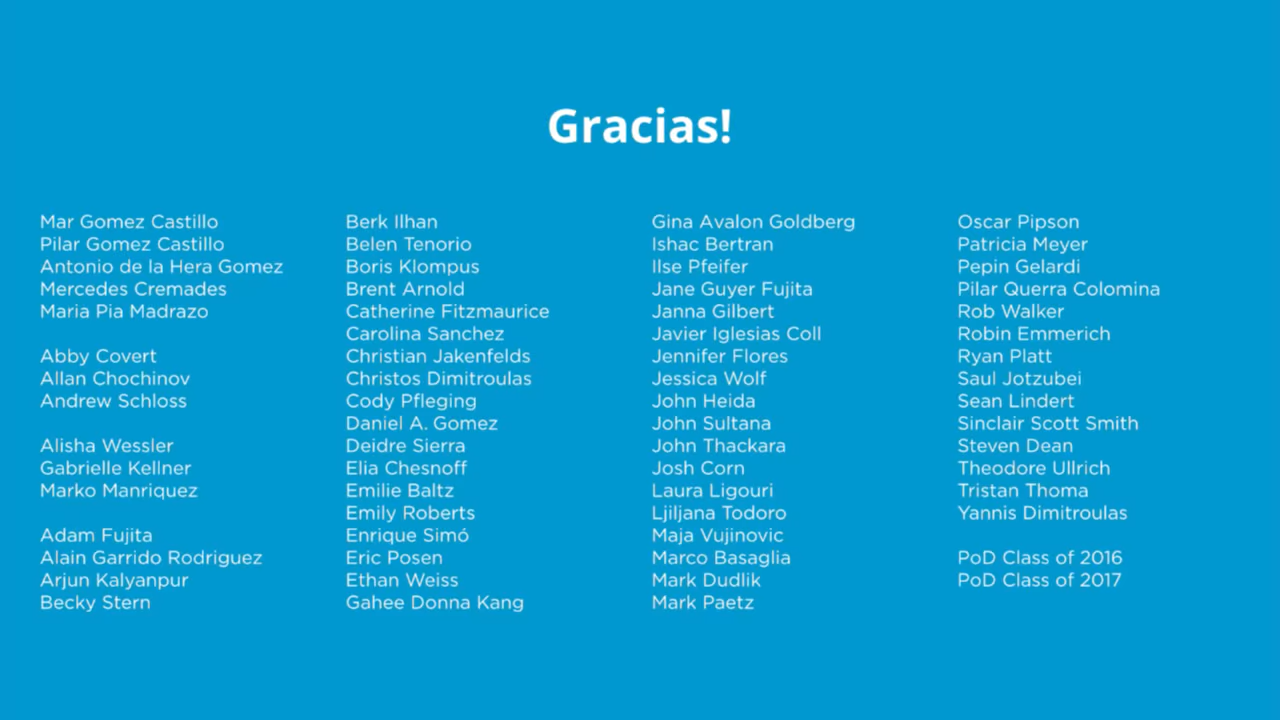 Gracias!
Mar Gomez Castillo
Pilar Gomez Castillo
Antonio de la Hera Gomez
Mercedes Cremades
Maria Pia Madrazo
Abby Covert
Allan Chochinov
Andrew Schloss
Alisha Wessler
Gabrielle Kellner
Marko Manriquez
Adam Fujita
Alain Garrido Rodriguez
Arjun Kalyanpur
Becky Stern
Berk Ilhan
Belen Tenorio
Boris Klompus
Brent Arnold
Catherine Fitzmaurice
Carolina Sanchez
Christian Jakenfelds
Christos Dimitroulas
Cody Pfleging
Daniel A. Gomez
Deidre Sierra
Elia Chesnoff
Emilie Baltz
Emily Roberts
Enrique Simó
Eric Posen
Ethan Weiss
Gahee Donna Kang
Gina Avalon Goldberg
Ishac Bertran
Ilse Pfeifer
Jane Guyer Fujita
Janna Gilbert
Javier Iglesias Coll
Jennifer Flores
Jessica Wolf
John Heida
John Sultana
John Thackara
Josh Corn
Laura Ligouri
Ljiljana Todoro
Maja Vujinovic
Marco Basaglia
Mark Dudlik
Mark Paetz
Oscar Pipson
Patricia Meyer
Pepin Gelardi
Pilar Querra Colomina
Rob Walker
Robin Emmerich
Ryan Platt
Saul Jotzubei
Sean Lindert
Sinclair Scott Smith
Steven Dean
Theodore Ullrich
Tristan Thoma
Yannis Dimitroulas
PoD Class of 2016
PoD Class of 2017